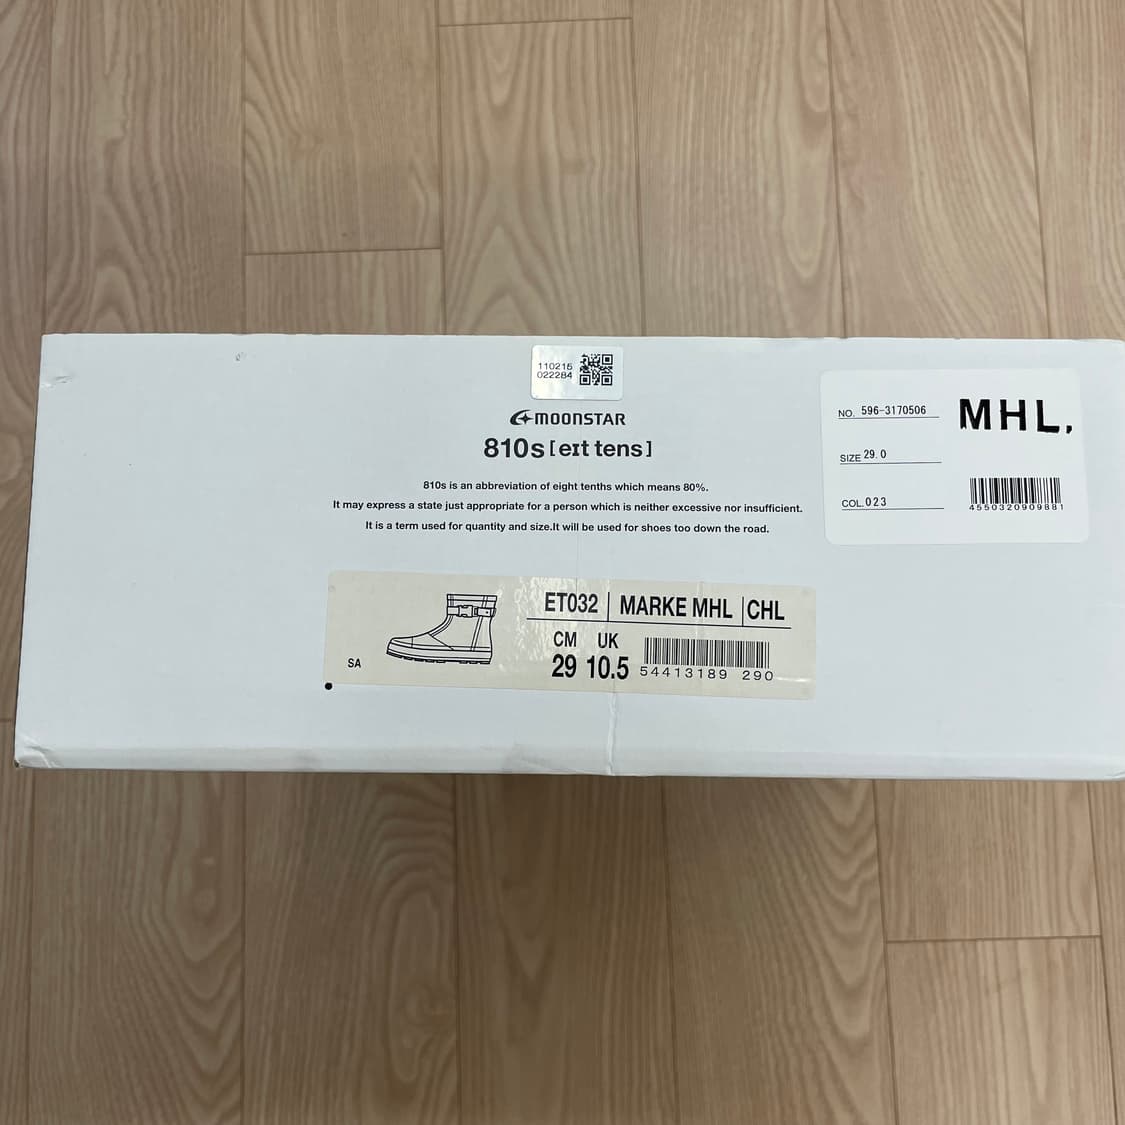 110215
022284
MOONSTAR
810s [eɪt tens]
810s is an abbreviation of eight tenths which means 80%.
It may express a state just appropriate for a person which is neither excessive nor insufficient.
It is a term used for quantity and size.It will be used for shoes too down the road.
NO. 596-3170506
MHL.
SIZE 29.0
COL. 023
4550320909881
ET032 | MARKE MHL | CHL
CM UK
29 10.5
54413189 290
SA